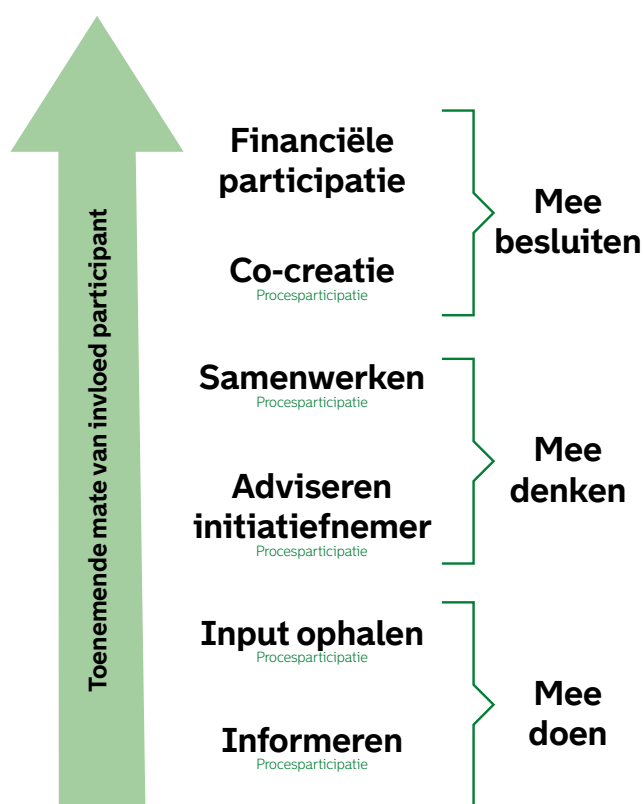 Toenemende mate van invloed participant
Financiële
participatie
Co-creatie
Procesparticipatie
Mee
besluiten
Samenwerken
Procesparticipatie
Adviseren
initiatiefnemer
Procesparticipatie
Mee
denken
Input ophalen
Procesparticipatie
Informeren
Procesparticipatie
Mee
doen